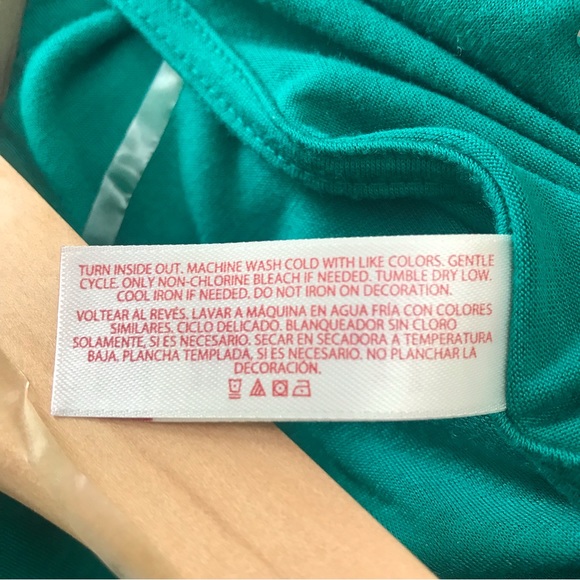 TURN INSIDE OUT. MACHINE WASH COLD WITH LIKE COLORS. GENTLE
CYCLE. ONLY NON-CHLORINE BLEACH IF NEEDED. TUMBLE DRY LOW.
COOL IRON IF NEEDED. DO NOT IRON ON DECORATION.
VOLTEAR AL REVÉS, LAVAR A MÁQUINA EN AGUA FRÍA CON COLORES
SIMILARES. CICLO DELICADO. BLANQUEADOR SIN CLORO
SOLAMENTE, SI ES NECESARIO. SECAR EN SECADORA A TEMPERATURA
BAJA. PLANCHA TEMPLADA, SI ES NECESARIO. NO PLANCHAR LA
DECORACIÓN.